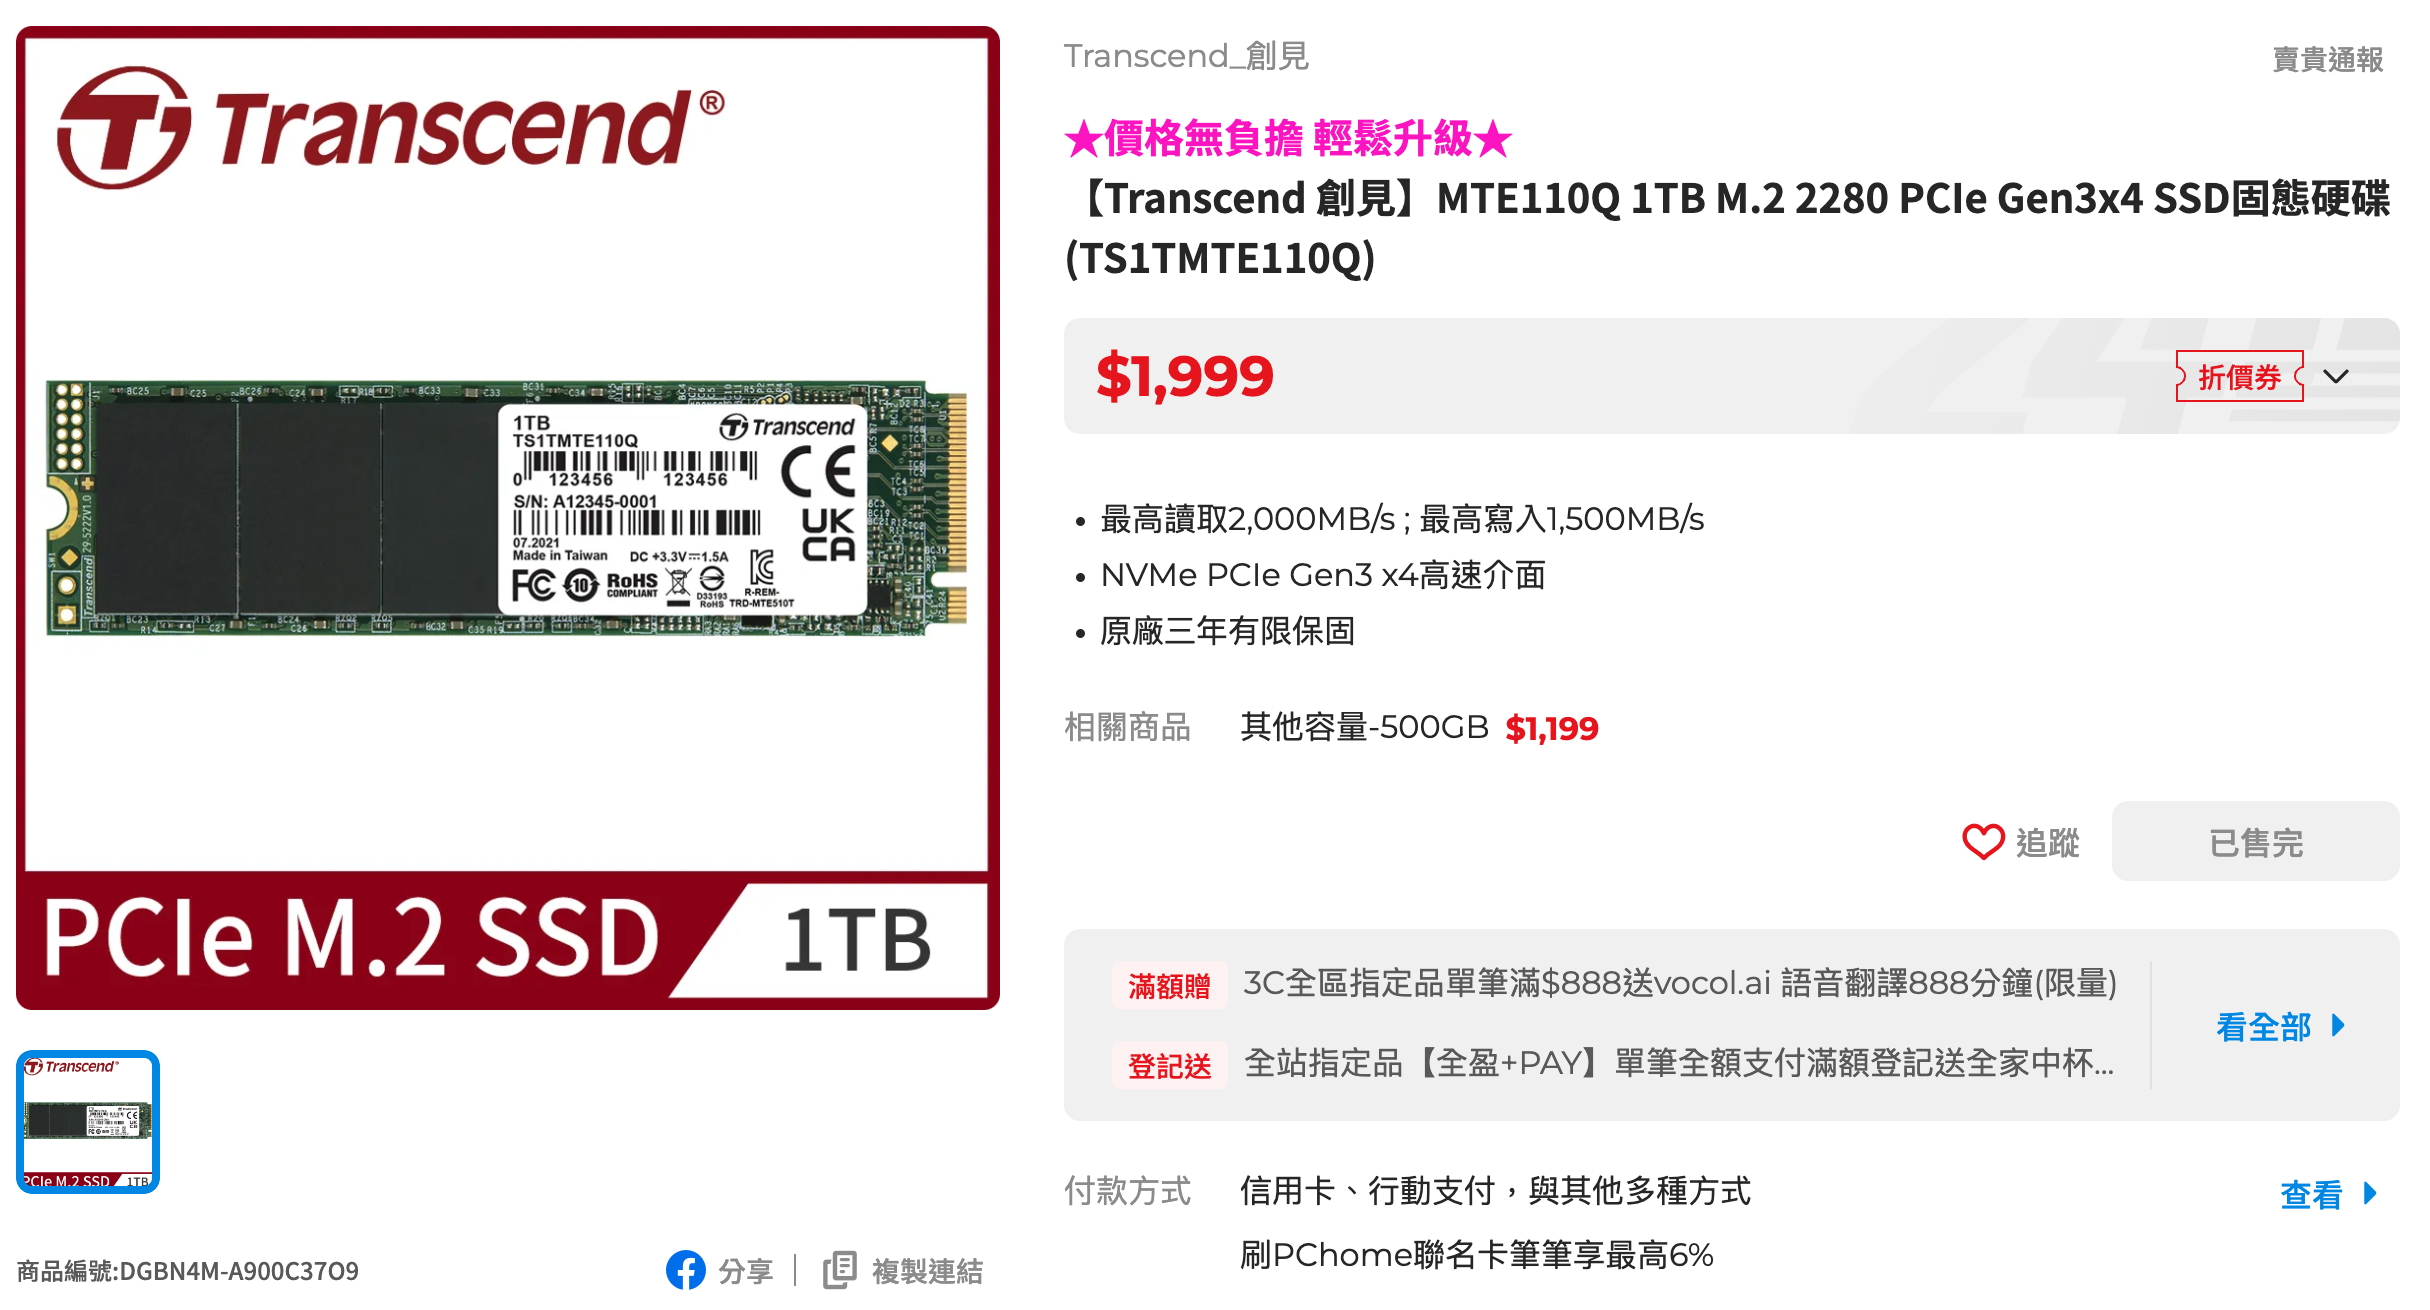 Transcend®
1TB
TS1TMTE110Q
Transcend
0 123456 123456
S/N: A12345-0001
07.2021
Made in Taiwan
DC +3.3V⎓1.5A
CE
UK
CA
FC
10
RoHS
COMPLIANT
D33193
RoHS
R-REM-
TRD-MTE510T
Transcend 29-5222V1.0
PCIe M.2 SSD
1TB
Transcend
PCIe M.2 SSD
1TB
商品編號:DGBN4M-A900C37O9
分享
複製連結
Transcend_創見
賣貴通報
★價格無負擔 輕鬆升級★
【Transcend 創見】MTE110Q 1TB M.2 2280 PCIe Gen3x4 SSD固態硬碟
(TS1TMTE110Q)
$1,999
折價券
• 最高讀取2,000MB/s ; 最高寫入1,500MB/s
• NVMe PCIe Gen3 x4高速介面
• 原廠三年有限保固
相關商品 其他容量-500GB $1,199
追蹤
已售完
滿額贈 3C全區指定品單筆滿$888送vocol.ai 語音翻譯888分鐘(限量)
登記送 全站指定品【全盈+PAY】單筆全額支付滿額登記送全家中杯...
看全部
付款方式 信用卡、行動支付，與其他多種方式
查看
刷PChome聯名卡筆筆享最高6%